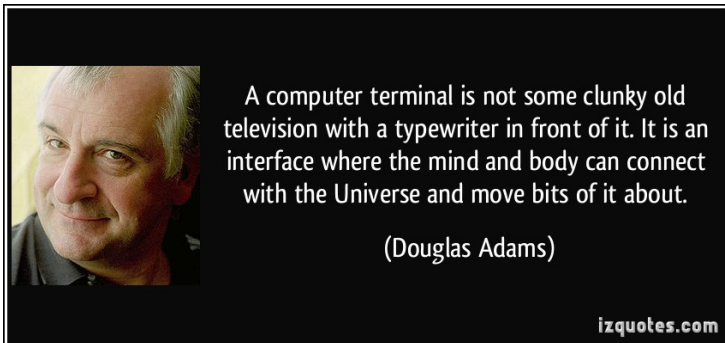 A computer terminal is not some clunky old
television with a typewriter in front of it. It is an
interface where the mind and body can connect
with the Universe and move bits of it about.
(Douglas Adams)
izquotes.com